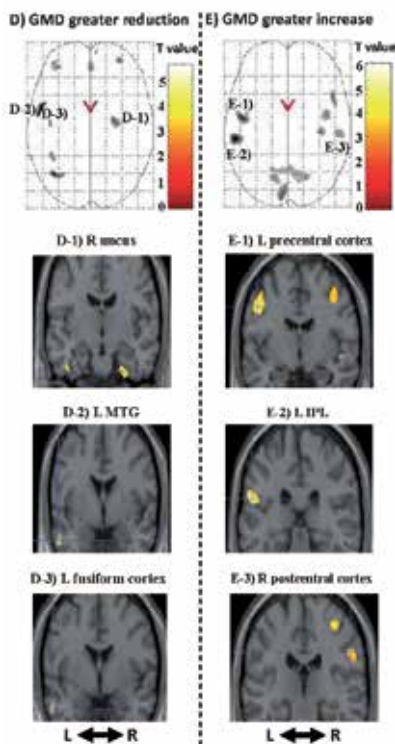 D) GMD greater reduction
T value
5
4
3
2
1
0
D-2)
D-3)
D-1)
D-1) R uncus
D-2) L MTG
D-3) L fusiform cortex
L R
E) GMD greater increase
T value
6
5
4
3
2
1
0
E-1)
E-2)
E-3)
E-1) L precentral cortex
E-2) L IPL
E-3) R postcentral cortex
L R